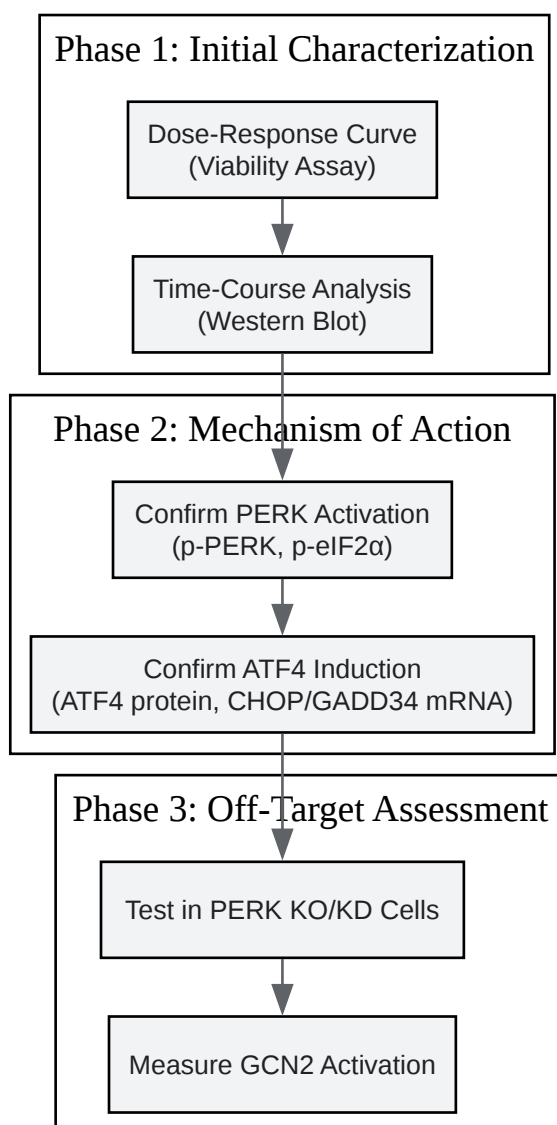 Phase 1: Initial Characterization
Dose-Response Curve
(Viability Assay)
Time-Course Analysis
(Western Blot)
Phase 2: Mechanism of Action
Confirm PERK Activation
(p-PERK, p-eIF2α)
Confirm ATF4 Induction
(ATF4 protein, CHOP/GADD34 mRNA)
Phase 3: Off-Target Assessment
Test in PERK KO/KD Cells
Measure GCN2 Activation